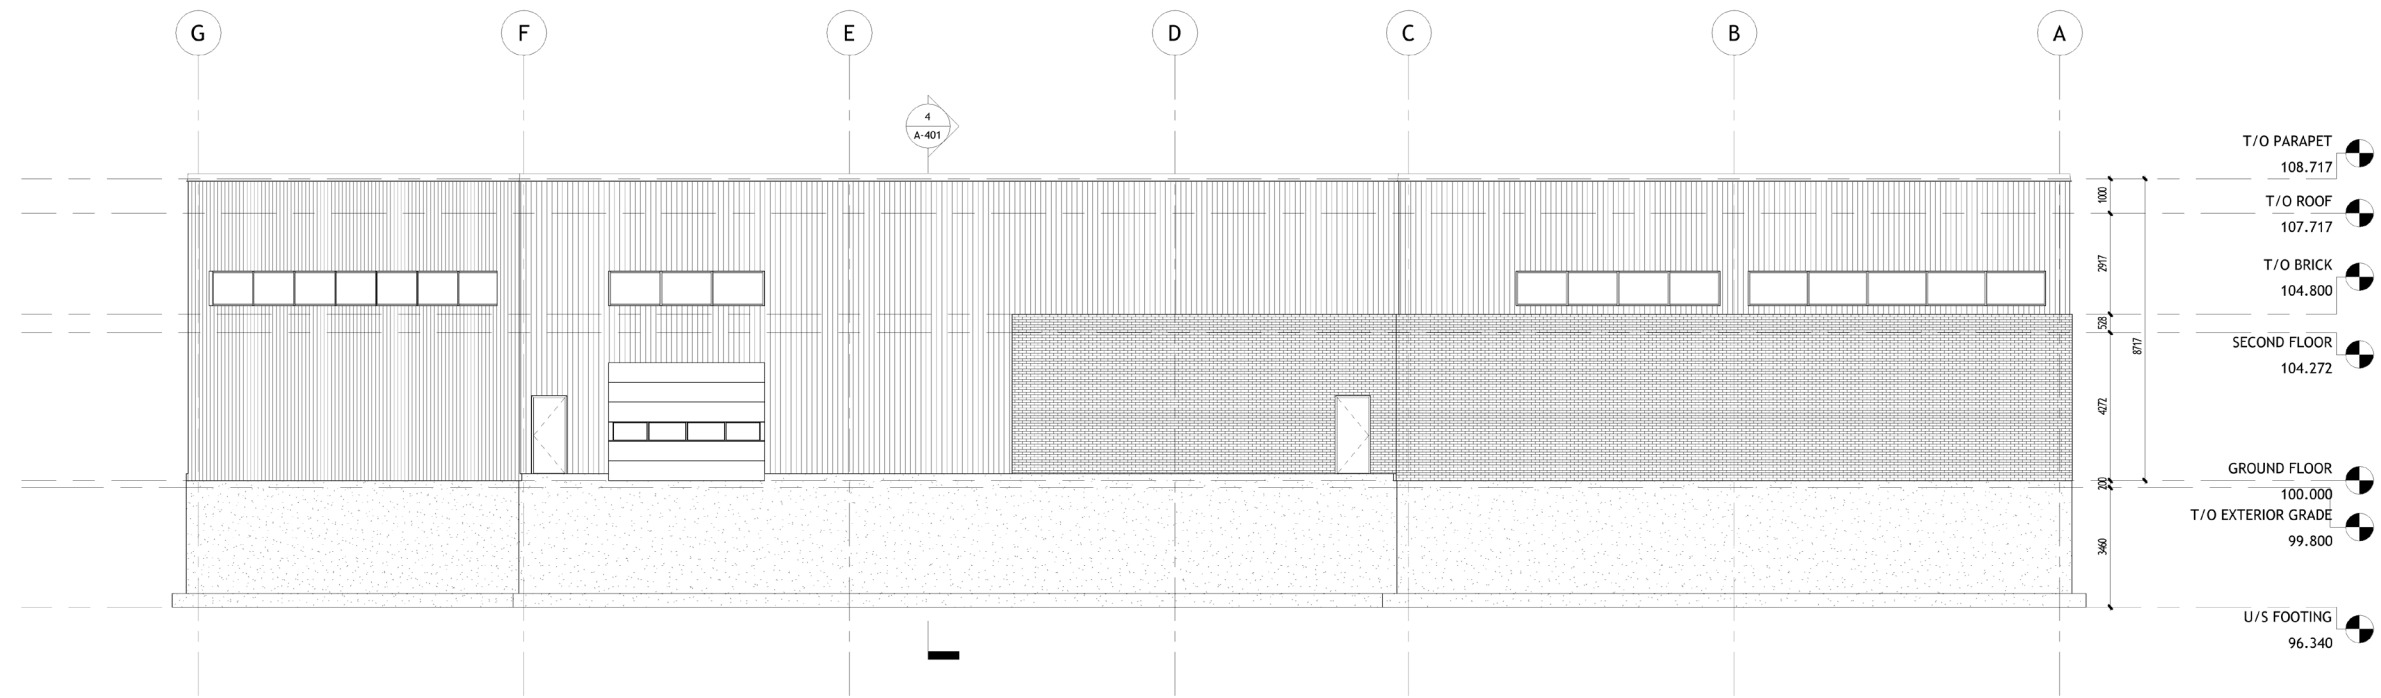 G
F
E
D
C
B
A
4
A-401
T/O PARAPET
108.717
T/O ROOF
107.717
T/O BRICK
104.800
SECOND FLOOR
104.272
GROUND FLOOR
100.000
T/O EXTERIOR GRADE
99.800
U/S FOOTING
96.340
1000
2917
528
8717
4272
200
3460